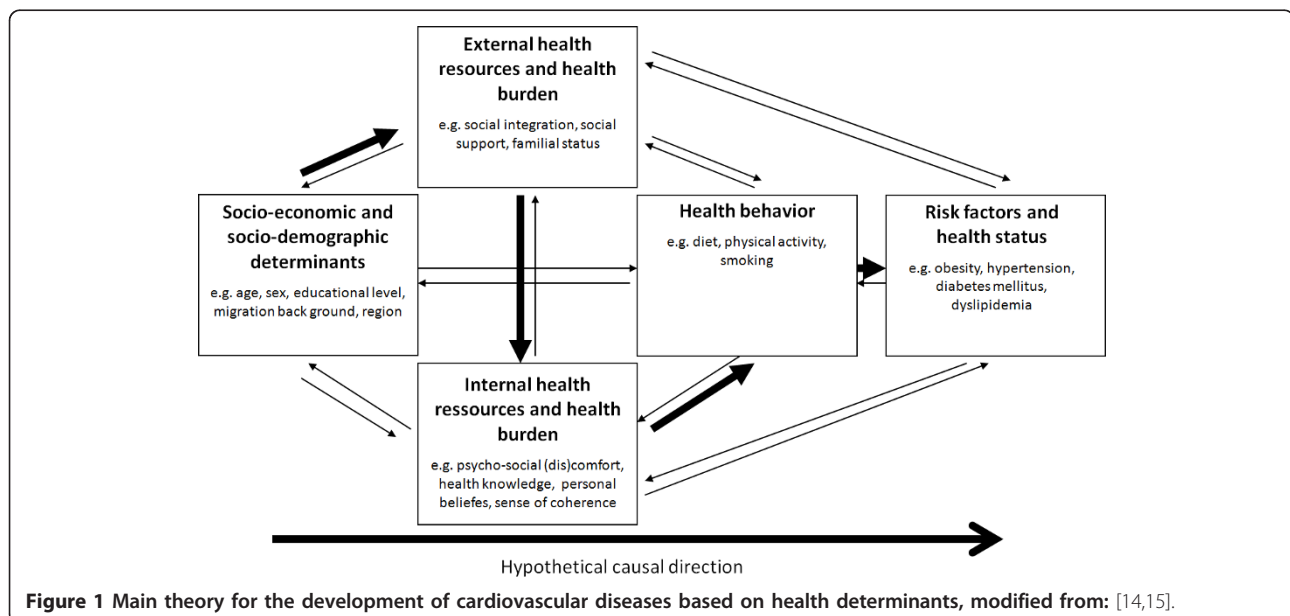 External health
resources and health
burden
e.g. social integration, social
support, familial status
Socio-economic and
socio-demographic
determinants
e.g. age, sex, educational level,
migration back ground, region
Health behavior
e.g. diet, physical activity,
smoking
Risk factors and
health status
e.g. obesity, hypertension,
diabetes mellitus,
dyslipidemia
Internal health
ressources and health
burden
e.g. psycho-social (dis)comfort,
health knowledge, personal
beliefes, sense of coherence
Hypothetical causal direction
Figure 1 Main theory for the development of cardiovascular diseases based on health determinants, modified from: [14,15].